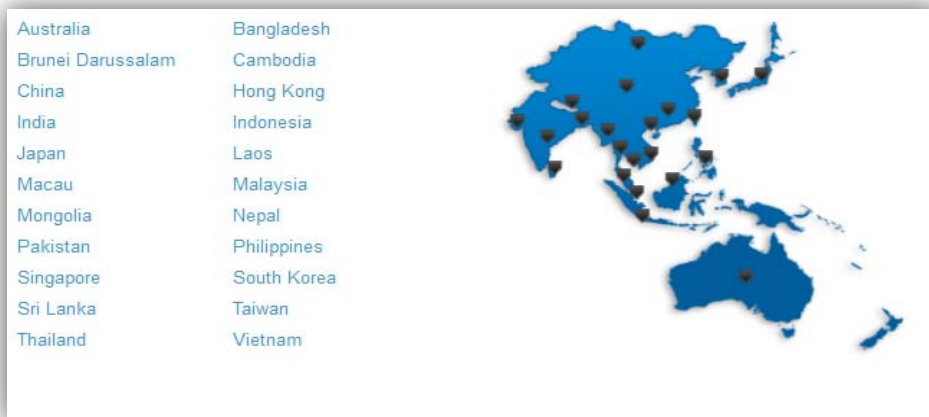 Australia Bangladesh
Brunei Darussalam Cambodia
China Hong Kong
India Indonesia
Japan Laos
Macau Malaysia
Mongolia Nepal
Pakistan Philippines
Singapore South Korea
Sri Lanka Taiwan
Thailand Vietnam